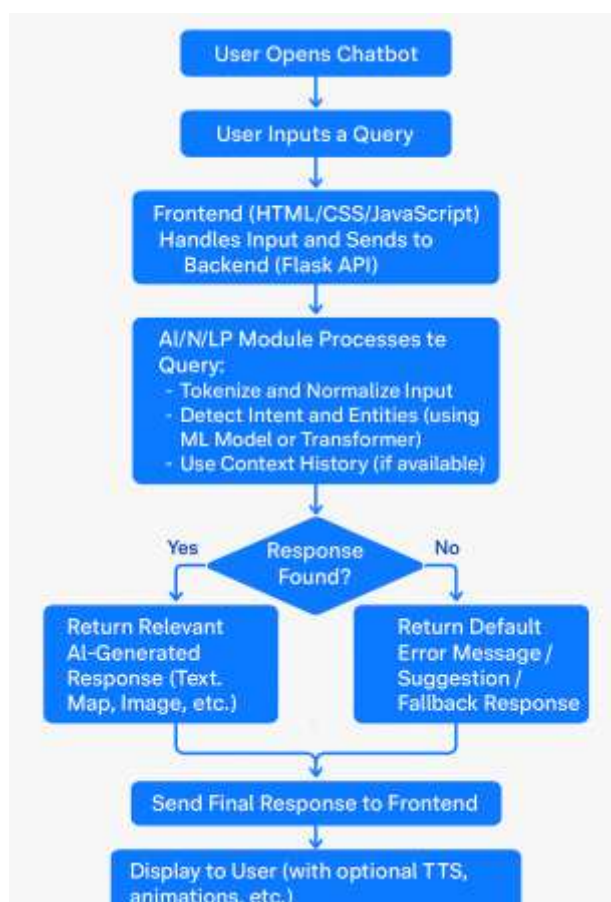 User Opens Chatbot
User Inputs a Query
Frontend (HTML/CSS/JavaScript)
Handles Input and Sends to
Backend (Flask API)
AI/N/LP Module Processes te
Query:
- Tokenize and Normalize Input
- Detect Intent and Entities (using
ML Model or Transformer)
- Use Context History (if available)
Response
Found?
Yes
No
Return Relevant
AI-Generated
Response (Text.
Map, Image, etc.)
Return Default
Error Message /
Suggestion /
Fallback Response
Send Final Response to Frontend
Display to User (with optional TTS,
animations, etc.)